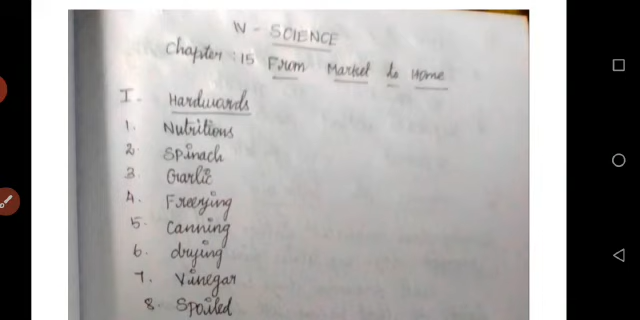 IV - SCIENCE
Chapter : 15 From Market to Home
I. Hardwards
1. Nutritions
2. Spinach
3. Garlic
4. Freezying
5. Canning
6. drying
7. Vinegar
8. Spoiled